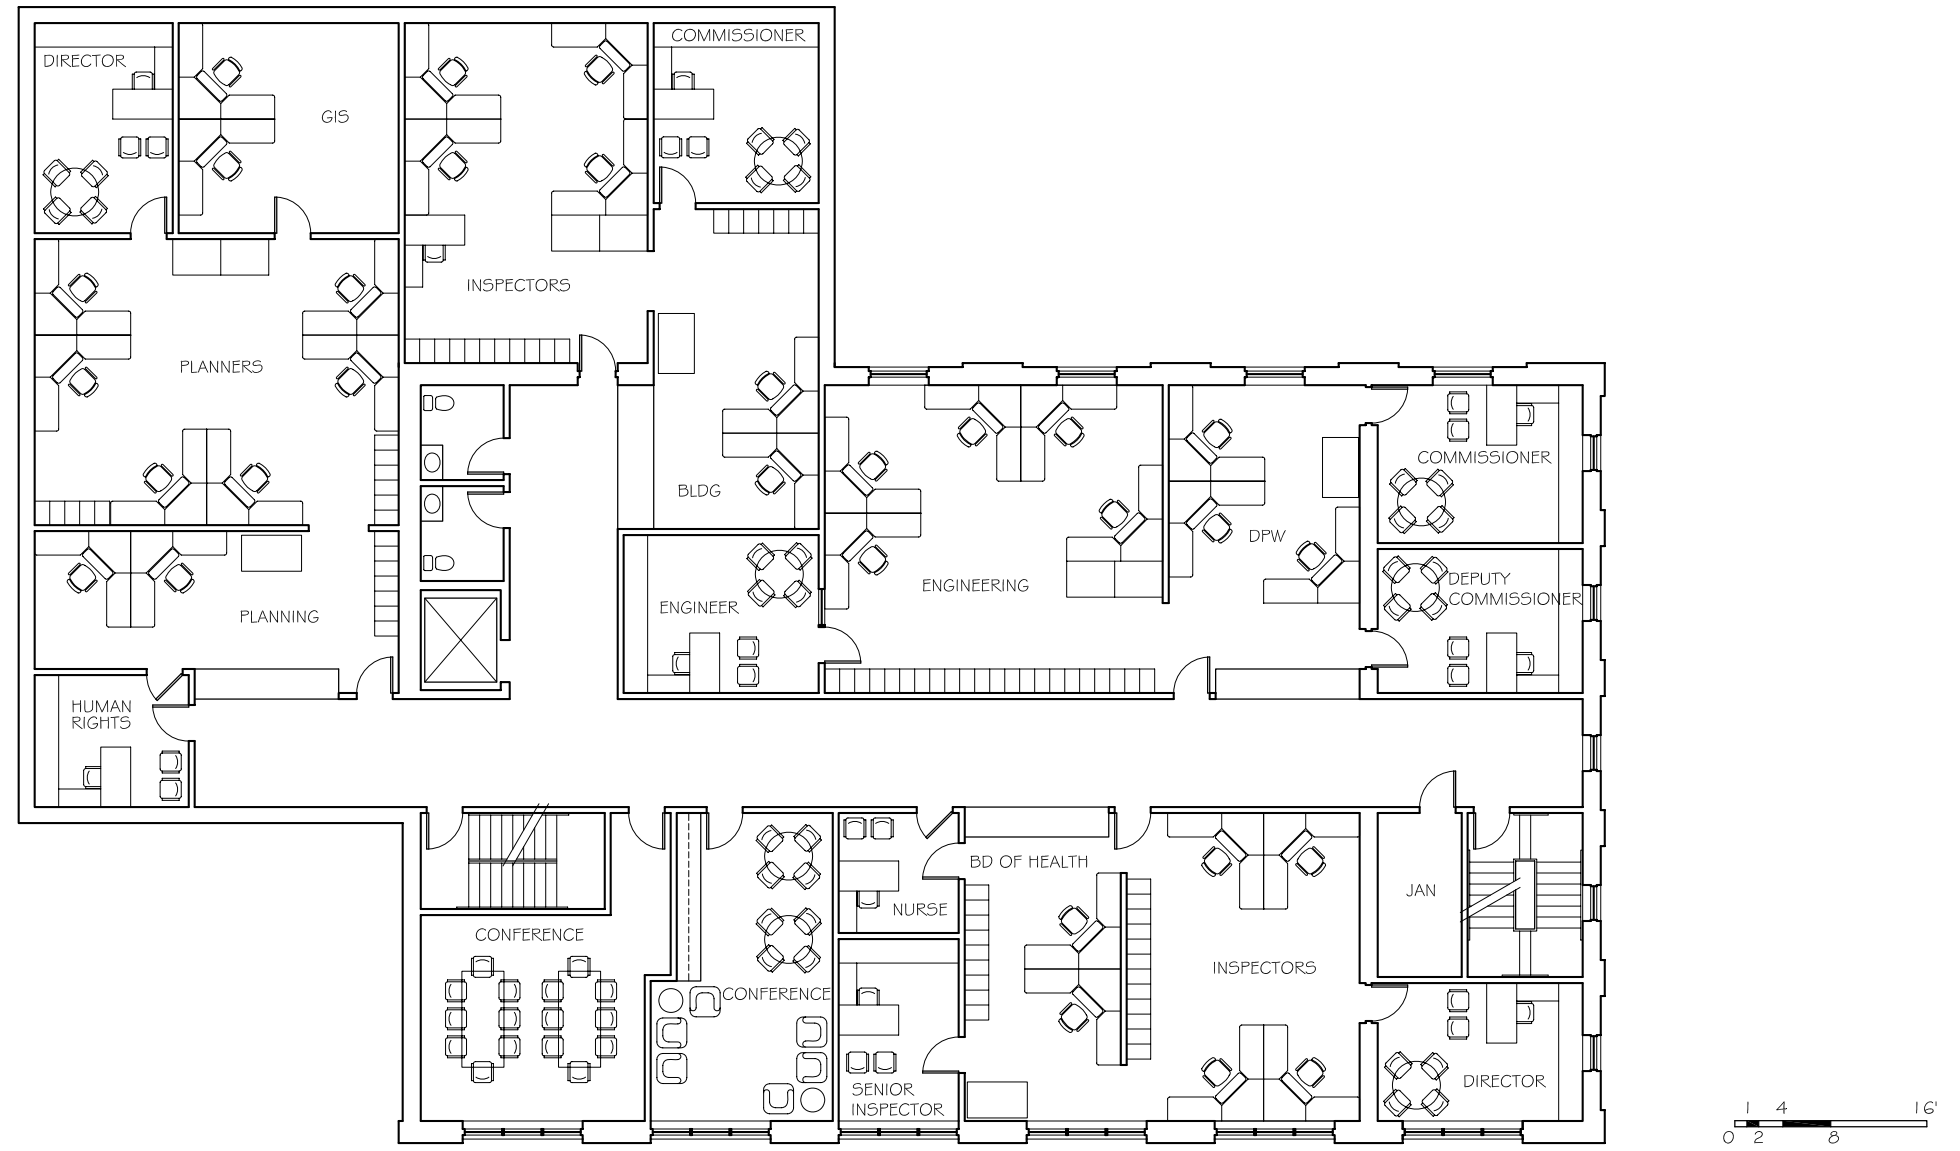 COMMISSIONER
DIRECTOR
GIS
INSPECTORS
PLANNERS
COMMISSIONER
BLDG
DPW
DEPUTY
COMMISSIONER
ENGINEERING
ENGINEER
PLANNING
HUMAN
RIGHTS
BD OF HEALTH
JAN
NURSE
CONFERENCE
INSPECTORS
CONFERENCE
DIRECTOR
SENIOR
INSPECTOR
1 4 16'
0 2 8